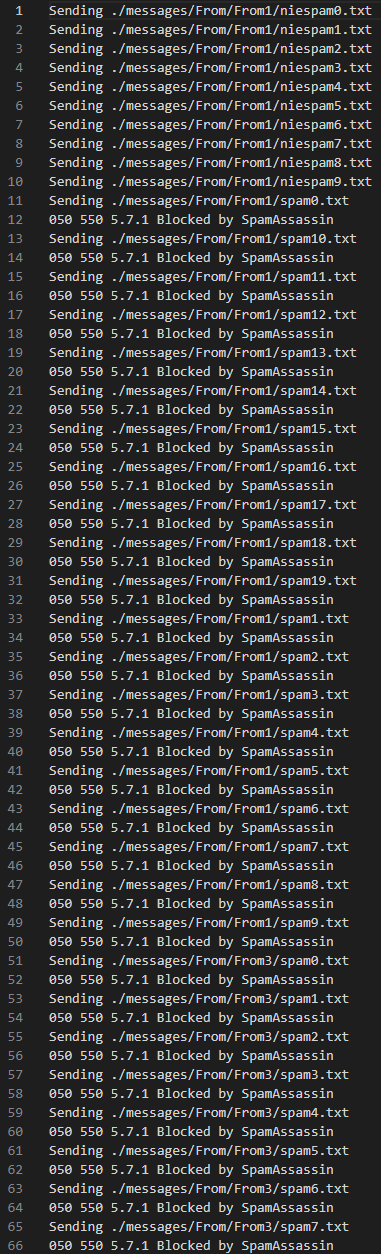 1 Sending ./messages/From/From1/niespam0.txt
2 Sending ./messages/From/From1/niespam1.txt
3 Sending ./messages/From/From1/niespam2.txt
4 Sending ./messages/From/From1/niespam3.txt
5 Sending ./messages/From/From1/niespam4.txt
6 Sending ./messages/From/From1/niespam5.txt
7 Sending ./messages/From/From1/niespam6.txt
8 Sending ./messages/From/From1/niespam7.txt
9 Sending ./messages/From/From1/niespam8.txt
10 Sending ./messages/From/From1/niespam9.txt
11 Sending ./messages/From/From1/spam0.txt
12 050 550 5.7.1 Blocked by SpamAssassin
13 Sending ./messages/From/From1/spam10.txt
14 050 550 5.7.1 Blocked by SpamAssassin
15 Sending ./messages/From/From1/spam11.txt
16 050 550 5.7.1 Blocked by SpamAssassin
17 Sending ./messages/From/From1/spam12.txt
18 050 550 5.7.1 Blocked by SpamAssassin
19 Sending ./messages/From/From1/spam13.txt
20 050 550 5.7.1 Blocked by SpamAssassin
21 Sending ./messages/From/From1/spam14.txt
22 050 550 5.7.1 Blocked by SpamAssassin
23 Sending ./messages/From/From1/spam15.txt
24 050 550 5.7.1 Blocked by SpamAssassin
25 Sending ./messages/From/From1/spam16.txt
26 050 550 5.7.1 Blocked by SpamAssassin
27 Sending ./messages/From/From1/spam17.txt
28 050 550 5.7.1 Blocked by SpamAssassin
29 Sending ./messages/From/From1/spam18.txt
30 050 550 5.7.1 Blocked by SpamAssassin
31 Sending ./messages/From/From1/spam19.txt
32 050 550 5.7.1 Blocked by SpamAssassin
33 Sending ./messages/From/From1/spam1.txt
34 050 550 5.7.1 Blocked by SpamAssassin
35 Sending ./messages/From/From1/spam2.txt
36 050 550 5.7.1 Blocked by SpamAssassin
37 Sending ./messages/From/From1/spam3.txt
38 050 550 5.7.1 Blocked by SpamAssassin
39 Sending ./messages/From/From1/spam4.txt
40 050 550 5.7.1 Blocked by SpamAssassin
41 Sending ./messages/From/From1/spam5.txt
42 050 550 5.7.1 Blocked by SpamAssassin
43 Sending ./messages/From/From1/spam6.txt
44 050 550 5.7.1 Blocked by SpamAssassin
45 Sending ./messages/From/From1/spam7.txt
46 050 550 5.7.1 Blocked by SpamAssassin
47 Sending ./messages/From/From1/spam8.txt
48 050 550 5.7.1 Blocked by SpamAssassin
49 Sending ./messages/From/From1/spam9.txt
50 050 550 5.7.1 Blocked by SpamAssassin
51 Sending ./messages/From/From3/spam0.txt
52 050 550 5.7.1 Blocked by SpamAssassin
53 Sending ./messages/From/From3/spam1.txt
54 050 550 5.7.1 Blocked by SpamAssassin
55 Sending ./messages/From/From3/spam2.txt
56 050 550 5.7.1 Blocked by SpamAssassin
57 Sending ./messages/From/From3/spam3.txt
58 050 550 5.7.1 Blocked by SpamAssassin
59 Sending ./messages/From/From3/spam4.txt
60 050 550 5.7.1 Blocked by SpamAssassin
61 Sending ./messages/From/From3/spam5.txt
62 050 550 5.7.1 Blocked by SpamAssassin
63 Sending ./messages/From/From3/spam6.txt
64 050 550 5.7.1 Blocked by SpamAssassin
65 Sending ./messages/From/From3/spam7.txt
66 050 550 5.7.1 Blocked by SpamAssassin